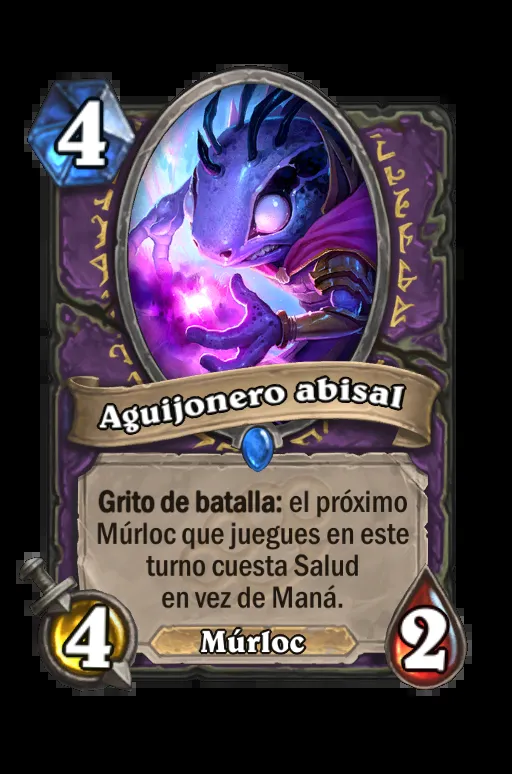 4
Aguijonero abisal
Grito de batalla: el próximo
Múrloc que juegues en este
turno cuesta Salud
en vez de Maná.
4
Múrloc
2